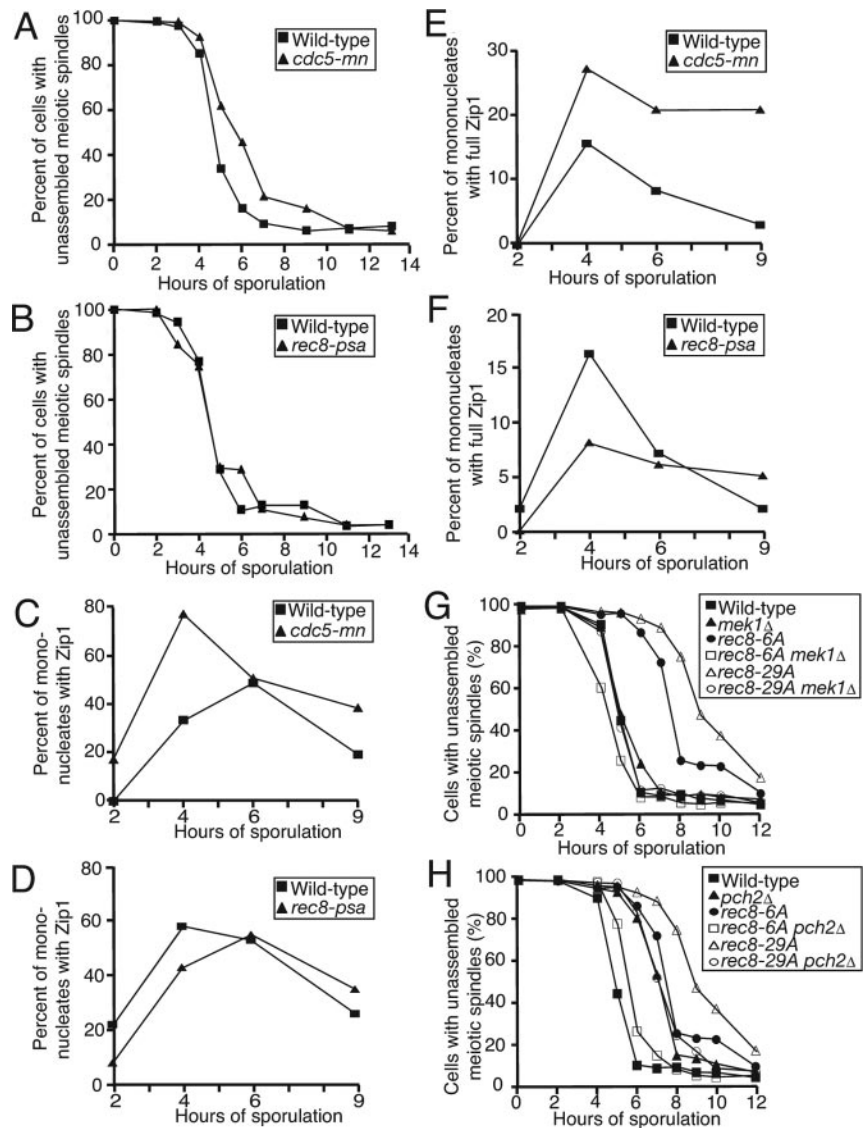 A
Percent of cells with
unassembled meiotic spindles
100
80
60
40
20
0
0 2 4 6 8 10 12 14
Hours of sporulation
Wild-type
cdc5-mn
B
Percent of cells with
unassembled meiotic spindles
100
80
60
40
20
0
0 2 4 6 8 10 12 14
Hours of sporulation
Wild-type
rec8-psa
C
Percent of mono-
nucleates with Zip1
80
60
40
20
0
2 4 6 9
Hours of sporulation
Wild-type
cdc5-mn
D
Percent of mono-
nucleates with Zip1
80
60
40
20
0
2 4 6 9
Hours of sporulation
Wild-type
rec8-psa
E
Percent of mononucleates
with full Zip1
30
20
10
0
2 4 6 9
Hours of sporulation
Wild-type
cdc5-mn
F
Percent of mononucleates
with full Zip1
20
15
10
5
0
2 4 6 9
Hours of sporulation
Wild-type
rec8-psa
G
Cells with unassembled
meiotic spindles (%)
100
80
60
40
20
0
0 2 4 6 8 10 12
Hours of sporulation
Wild-type
mek1Δ
rec8-6A
rec8-6A mek1Δ
rec8-29A
rec8-29A mek1Δ
H
Cells with unassembled
meiotic spindles (%)
100
80
60
40
20
0
0 2 4 6 8 10 12
Hours of sporulation
Wild-type
pch2Δ
rec8-6A
rec8-6A pch2Δ
rec8-29A
rec8-29A pch2Δ